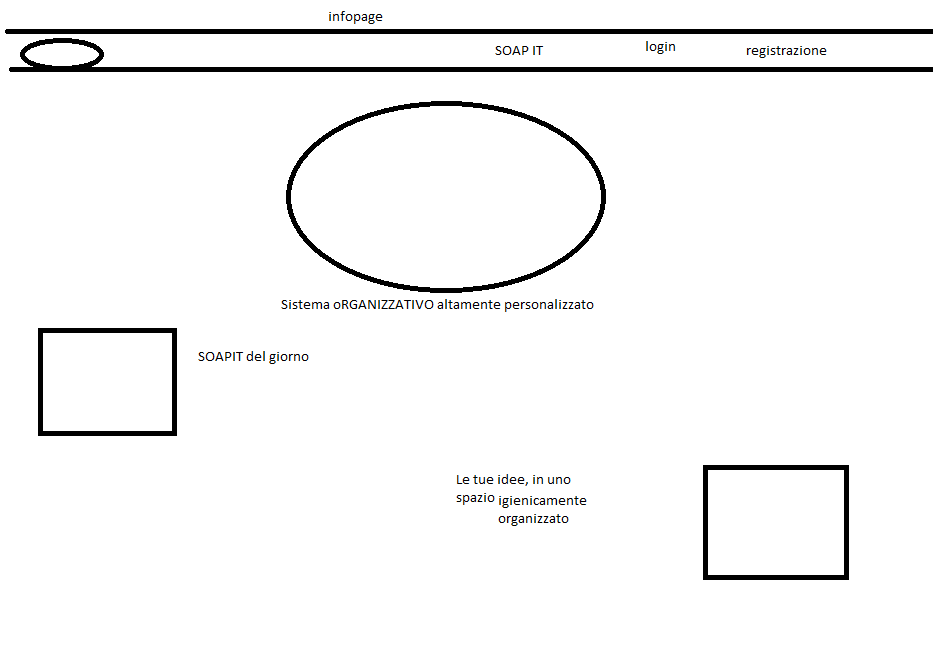 infopage
SOAP IT
login
registrazione
Sistema oRGANIZZATIVO altamente personalizzato
SOAPIT del giorno
Le tue idee, in uno
spazio igienicamente
organizzato